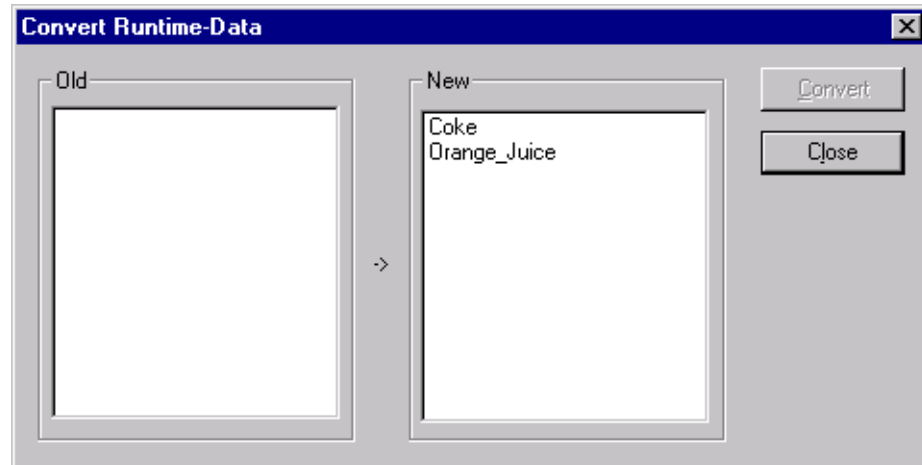 Convert Runtime-Data
Old
New
Convert
Close
Coke
Orange_Juice
->